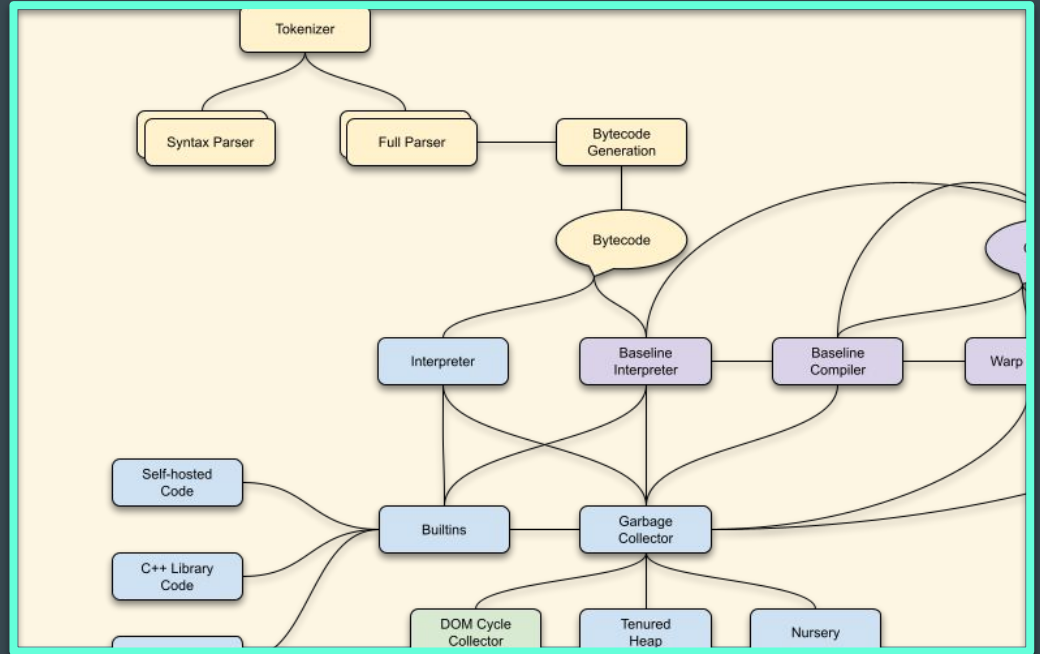 Tokenizer
Syntax Parser
Full Parser
Bytecode
Generation
Bytecode
Interpreter
Baseline
Interpreter
Baseline
Compiler
Warp
Self-hosted
Code
Builtins
Garbage
Collector
C++ Library
Code
DOM Cycle
Collector
Tenured
Heap
Nursery